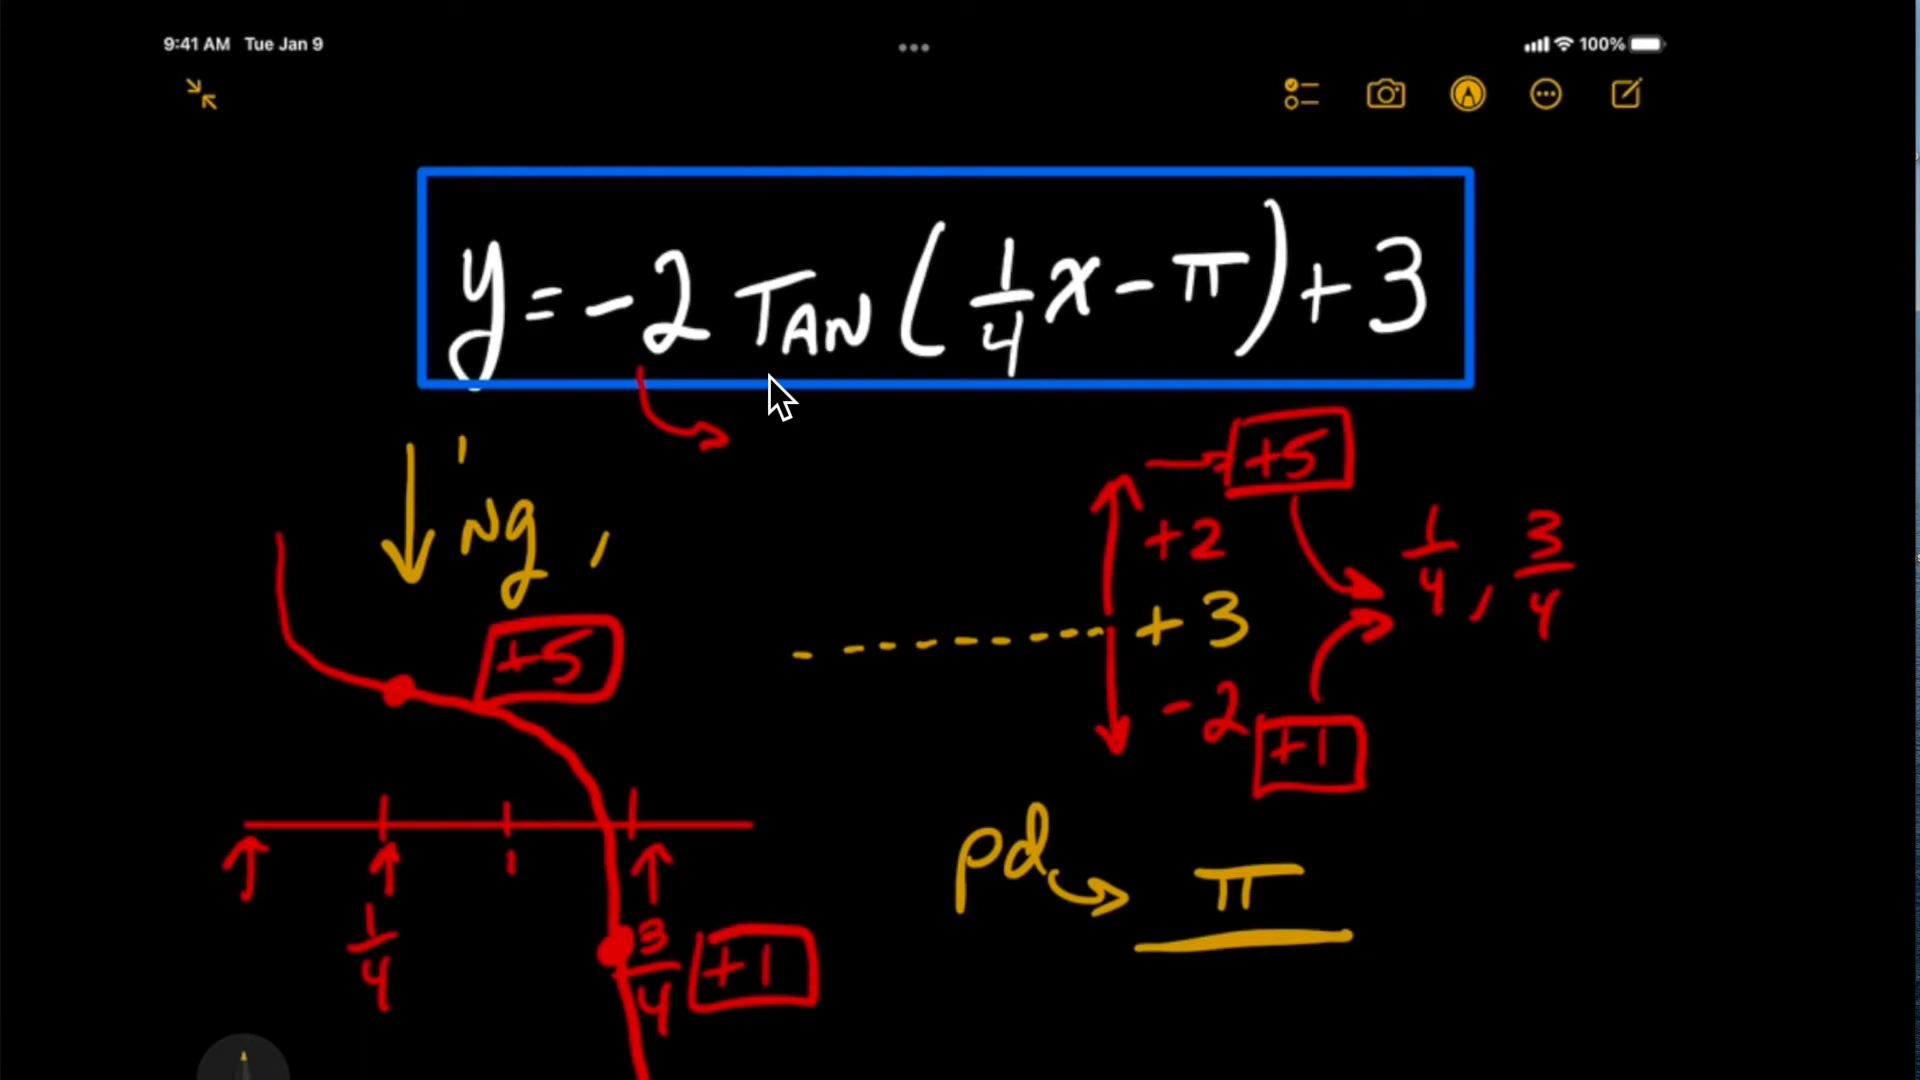 9:41 AM Tue Jan 9
100%
y = -2 TAN ( 1/4 x - π ) + 3
+5
+2
1/4, 3/4
+3
-2
+1
+5
1/4
3/4
+1
pd
π